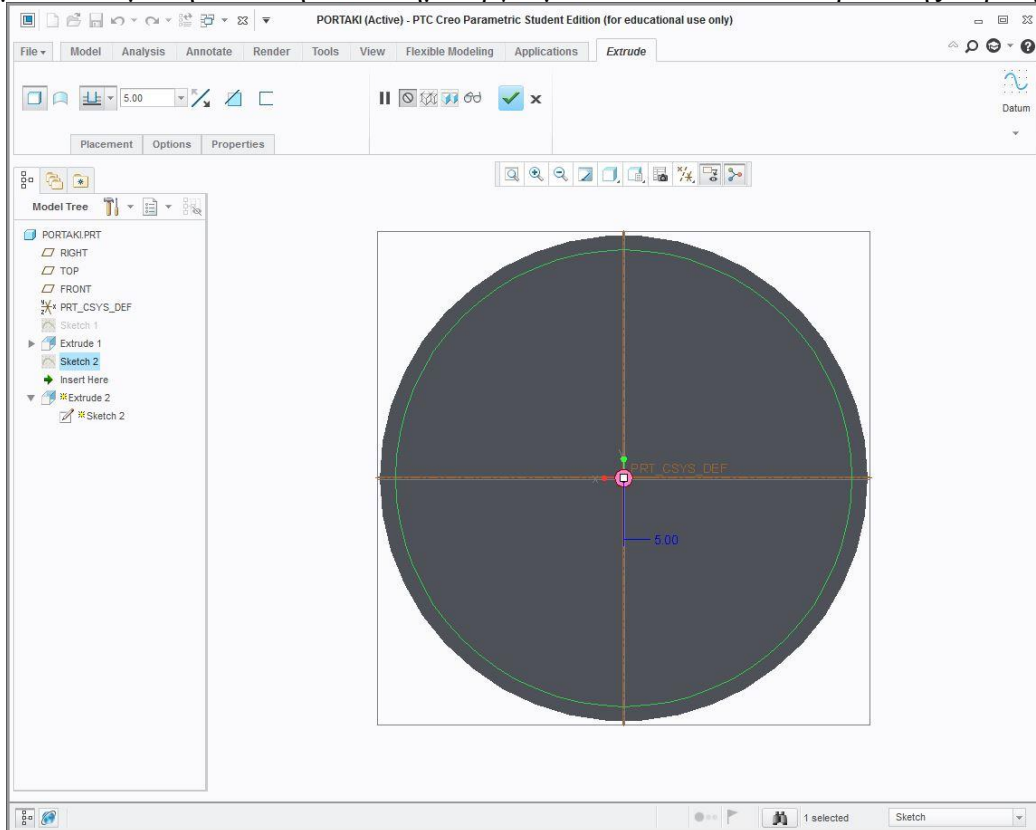 PORTAKI (Active) - PTC Creo Parametric Student Edition (for educational use only)
File Model Analysis Annotate Render Tools View Flexible Modeling Applications Extrude
5.00
Datum
Placement Options Properties
Model Tree
PORTAKI.PRT
RIGHT
TOP
FRONT
PRT_CSYS_DEF
Sketch 1
Extrude 1
Sketch 2
Insert Here
Extrude 2
Sketch 2
Y
PRT_CSYS_DEF
X
5.00
1 selected Sketch